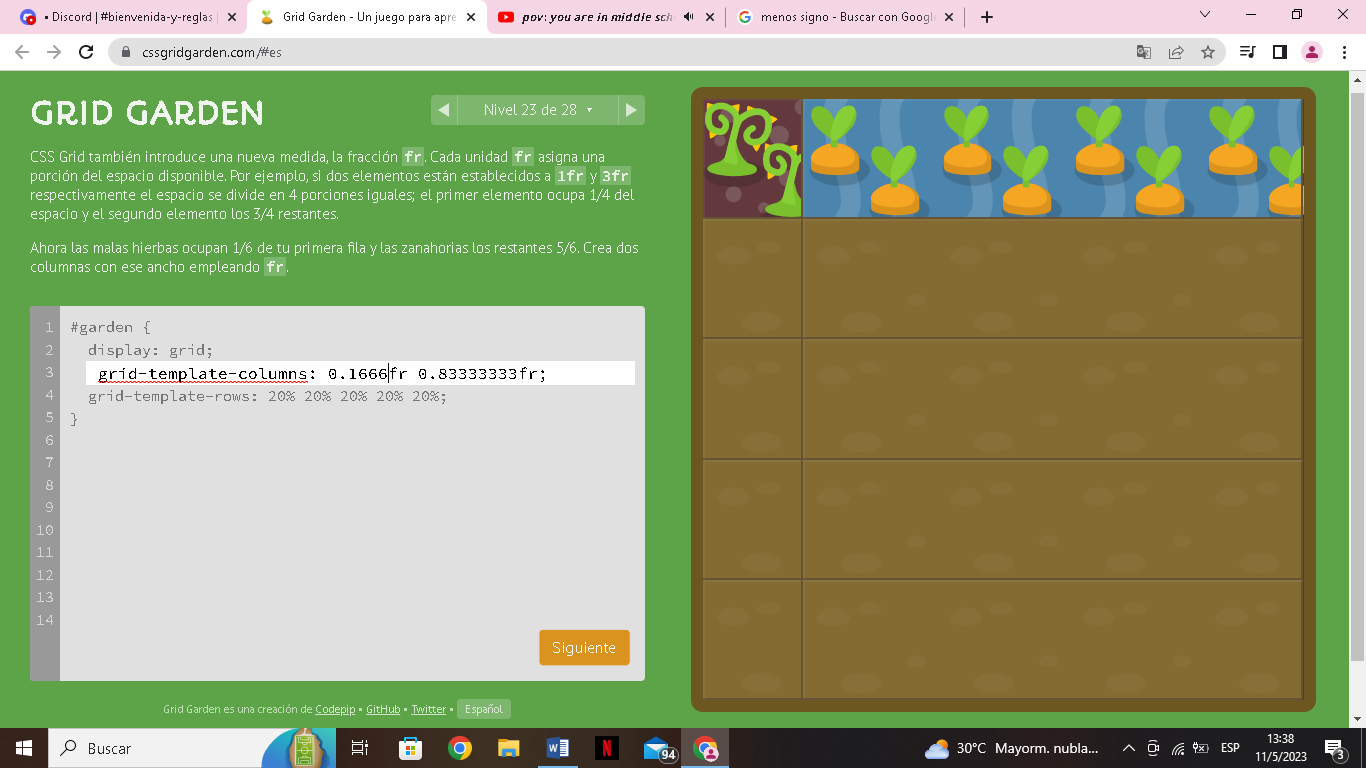 • Discord | #bienvenida-y-reglas
Grid Garden - Un juego para apre
pov: you are in middle sch
menos signo - Buscar con Googl
cssgridgarden.com/#es
GRID GARDEN
Nivel 23 de 28
CSS Grid también introduce una nueva medida, la fracción fr. Cada unidad fr asigna una
porción del espacio disponible. Por ejemplo, si dos elementos están establecidos a 1fr y 3fr
respectivamente el espacio se divide en 4 porciones iguales; el primer elemento ocupa 1/4 del
espacio y el segundo elemento los 3/4 restantes.
Ahora las malas hierbas ocupan 1/6 de tu primera fila y las zanahorias los restantes 5/6. Crea dos
columnas con ese ancho empleando fr.
1 #garden {
2 display: grid;
3 grid-template-columns: 0.1666fr 0.83333333fr;
4 grid-template-rows: 20% 20% 20% 20% 20%;
5 }
6
7
8
9
10
11
12
13
14
Siguiente
Grid Garden es una creación de Codepip • GitHub • Twitter • Español
Buscar
94
30°C Mayorm. nubla...
ESP
13:38
11/5/2023
3